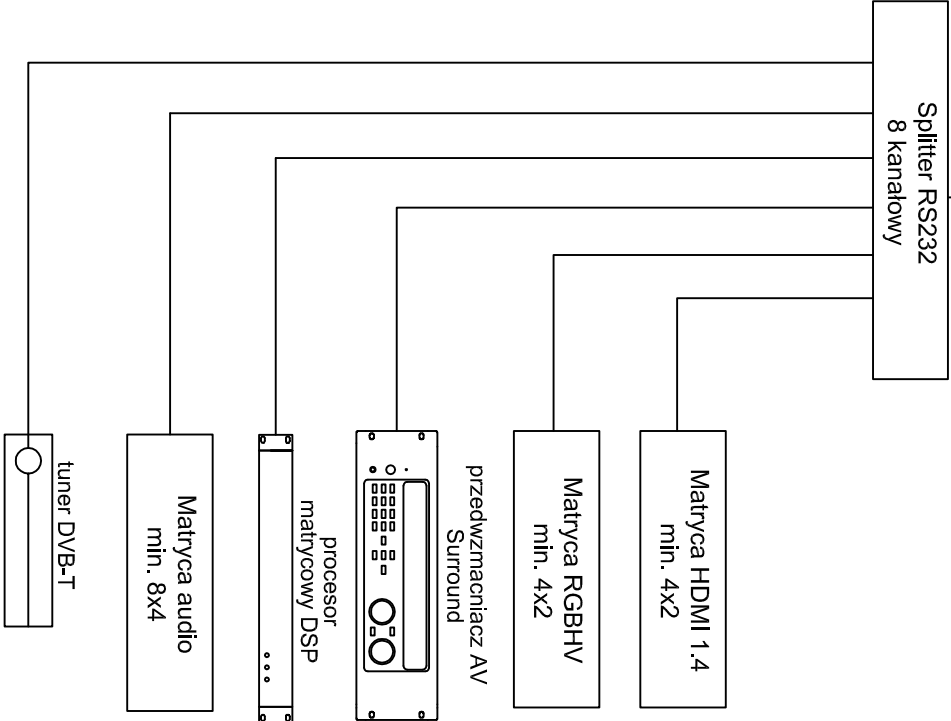 Splitter RS232
8 kanałowy
Matryca HDMI 1.4
min. 4x2
Matryca RGBHV
min. 4x2
przedwzmacniacz AV
Surround
procesor
matrycowy DSP
Matryca audio
min. 8x4
tuner DVB-T